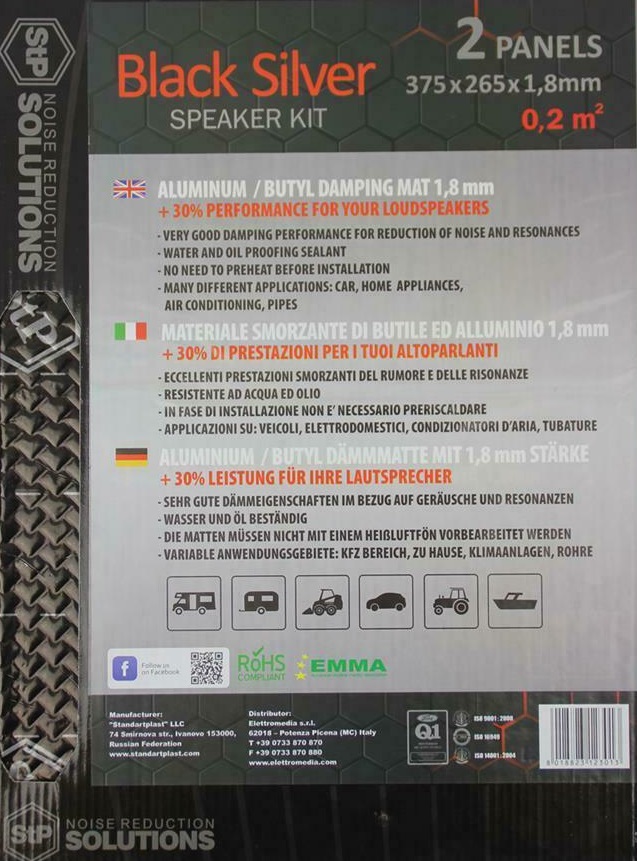 StP
NOISE REDUCTION
SOLUTIONS
Black Silver
SPEAKER KIT
2 PANELS
375x265x1,8mm
0,2 m²
ALUMINUM / BUTYL DAMPING MAT 1,8 mm
+ 30% PERFORMANCE FOR YOUR LOUDSPEAKERS
- VERY GOOD DAMPING PERFORMANCE FOR REDUCTION OF NOISE AND RESONANCES
- WATER AND OIL PROOFING SEALANT
- NO NEED TO PREHEAT BEFORE INSTALLATION
- MANY DIFFERENT APPLICATIONS: CAR, HOME APPLIANCES,
AIR CONDITIONING, PIPES
StP
MATERIALE SMORZANTE DI BUTILE ED ALLUMINIO 1,8 mm
+ 30% DI PRESTAZIONI PER I TUOI ALTOPARLANTI
- ECCELLENTI PRESTAZIONI SMORZANTI DEL RUMORE E DELLE RISONANZE
- RESISTENTE AD ACQUA ED OLIO
- IN FASE DI INSTALLAZIONE NON E' NECESSARIO PRERISCALDARE
- APPLICAZIONI SU: VEICOLI, ELETTRODOMESTICI, CONDIZIONATORI D'ARIA, TUBATURE
ALUMINIUM / BUTYL DÄMMMATTE MIT 1,8 mm STÄRKE
+ 30% LEISTUNG FÜR IHRE LAUTSPRECHER
- SEHR GUTE DÄMMEIGENSCHAFTEN IM BEZUG AUF GERÄUSCHE UND RESONANZEN
- WASSER UND ÖL BESTÄNDIG
- DIE MATTEN MÜSSEN NICHT MIT EINEM HEIßLUFTFÖN VORBEARBEITET WERDEN
- VARIABLE ANWENDUNGSGEBIETE: KFZ BEREICH, ZU HAUSE, KLIMAANLAGEN, ROHRE
f
Follow us
on Facebook
RoHS
COMPLIANT
EMMA
Manufacturer:
"Standartplast" LLC
74 Smirnova str., Ivanovo 153000,
Russian Federation
www.standartplast.com
Distributor:
Elettromedia s.r.l.
62018 - Potenza Picena (MC) Italy
T +39 0733 870 870
F +39 0733 870 880
www.elettromedia.com
Ford
Q1
ISO 9001:2008
ISO 16949
ISO 14001:2004
8 018823 123013
StP
NOISE REDUCTION
SOLUTIONS